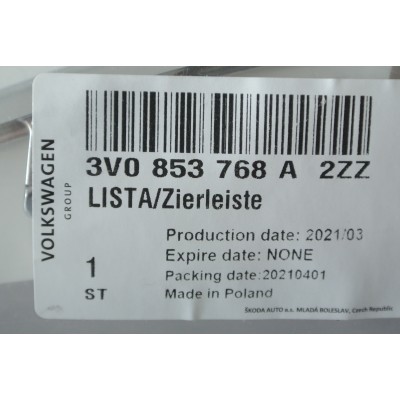 VOLKSWAGEN
GROUP
3V0 853 768 A 2ZZ
LISTA/Zierleiste
Production date: 2021/03
Expire date: NONE
1
Packing date:20210401
ST
Made in Poland
ŠKODA AUTO a.s. MLADÁ BOLESLAV, Czech Republic